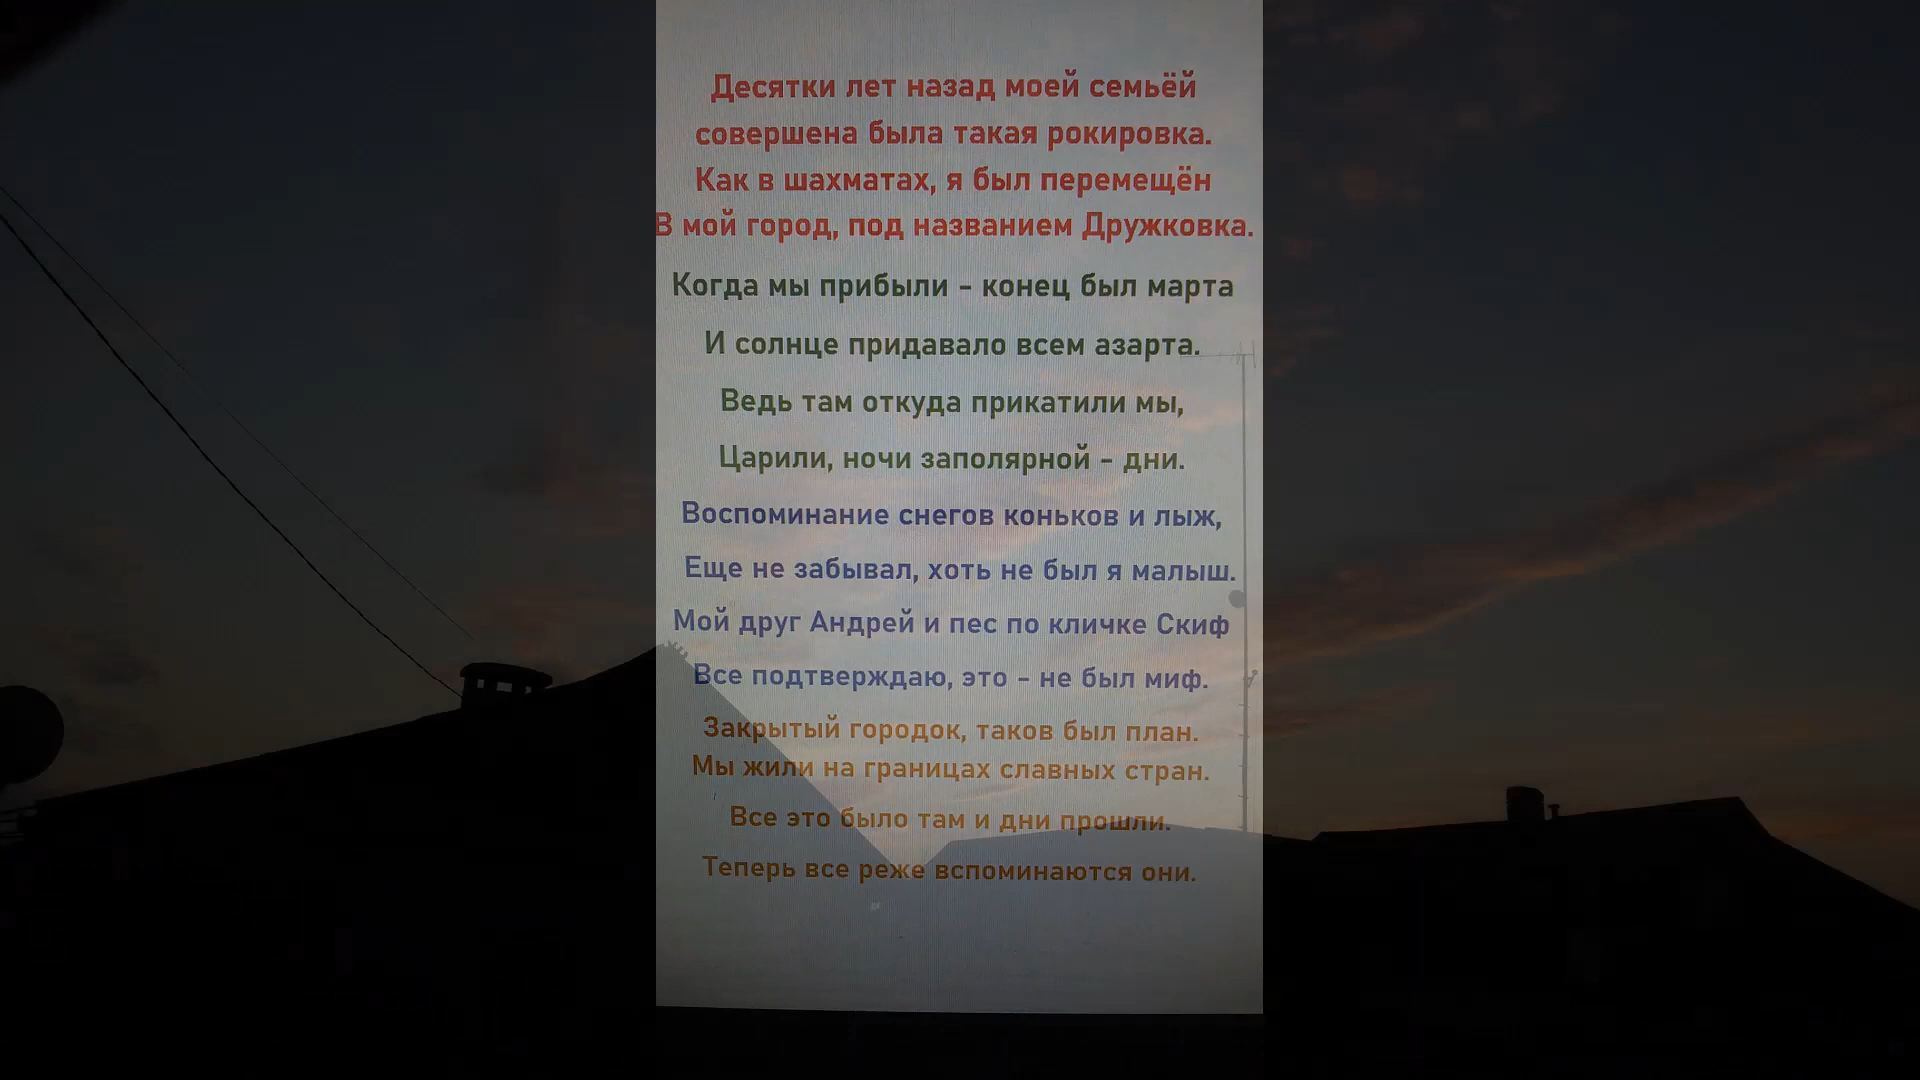 Десятки лет назад моей семьёй
совершена была такая рокировка.
Как в шахматах, я был перемещён
В мой город, под названием Дружковка.
Когда мы прибыли - конец был марта
И солнце придавало всем азарта.
Ведь там откуда прикатили мы,
Царили, ночи заполярной - дни.
Воспоминание снегов коньков и лыж,
Еще не забывал, хоть не был я малыш.
Мой друг Андрей и пес по кличке Скиф
Все подтверждаю, это - не был миф.
Закрытый городок, таков был план.
Мы жили на границах славных стран.
Все это было там и дни прошли.
Теперь все реже вспоминаются они.